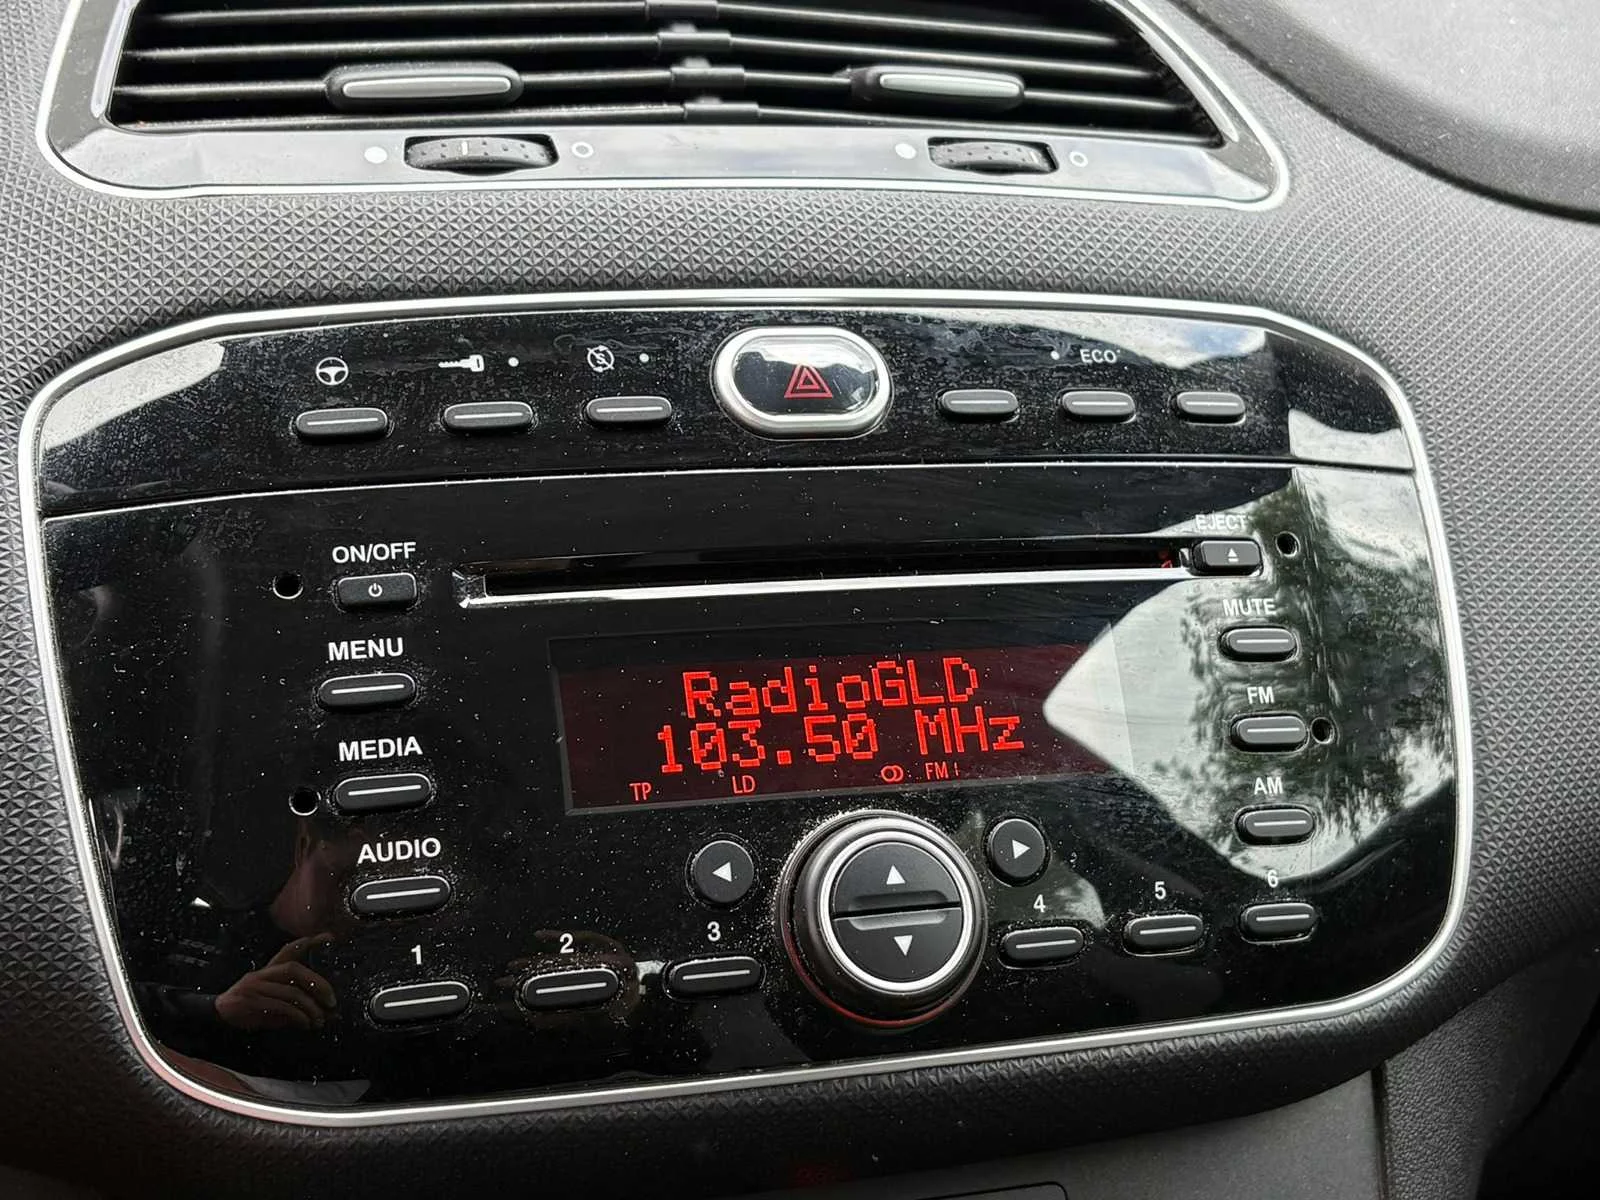 ECO
ON/OFF
EJECT
MENU
MUTE
RadioGLD
103.50 MHz
TP LD FM I
MEDIA
FM
AUDIO
AM
1
2
3
4
5
6